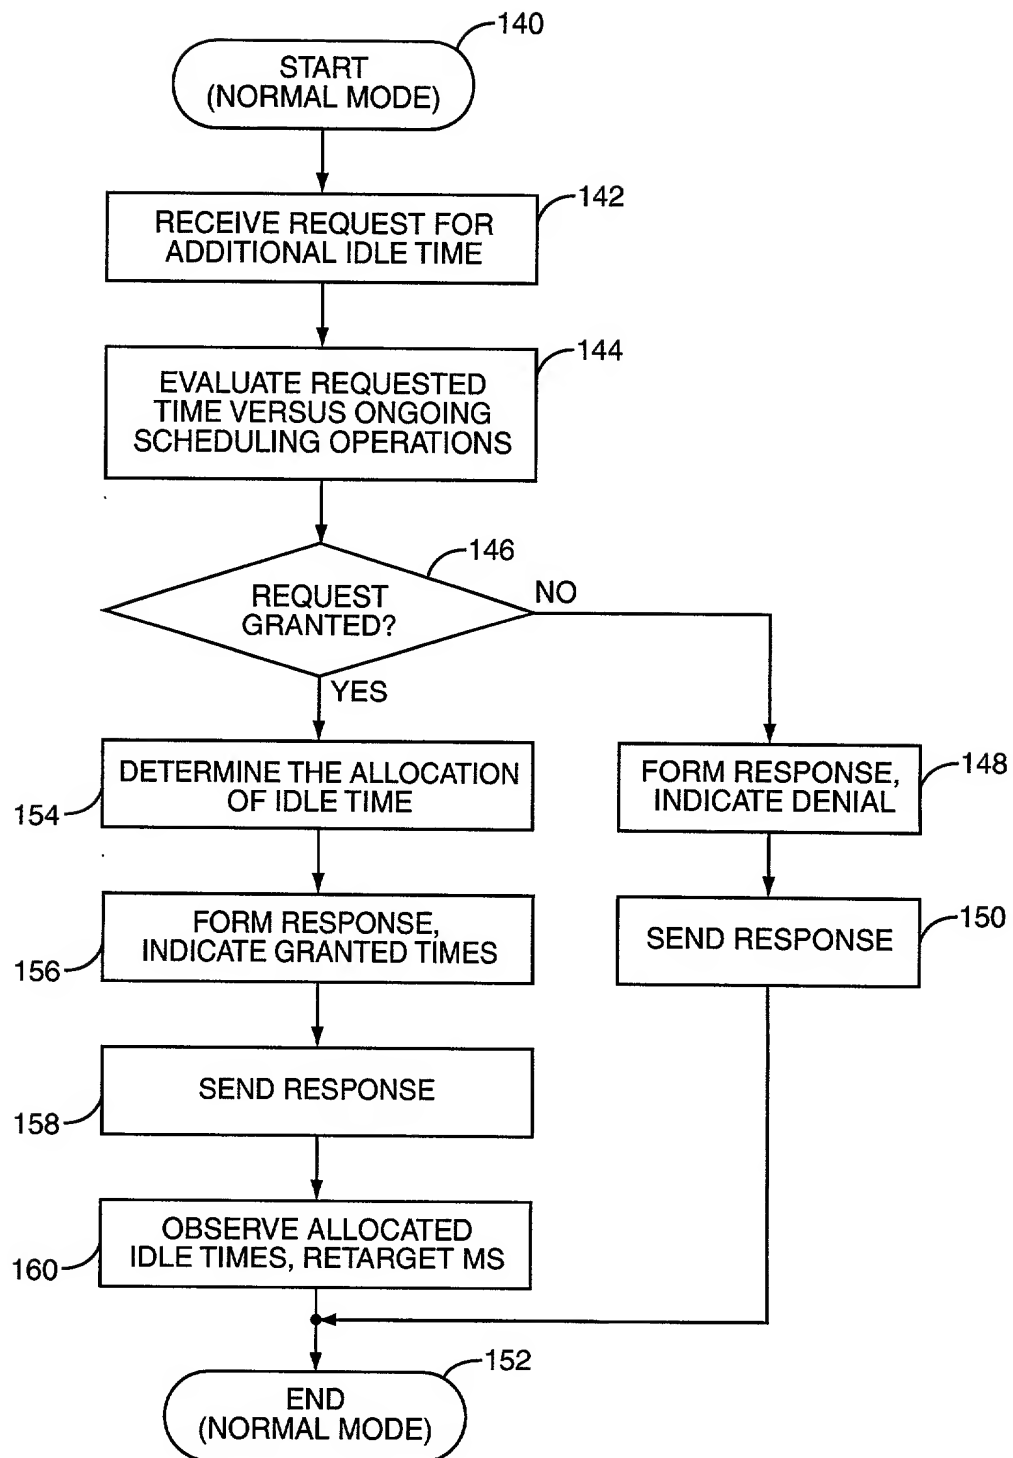 140
START
(NORMAL MODE)
142
RECEIVE REQUEST FOR
ADDITIONAL IDLE TIME
144
EVALUATE REQUESTED
TIME VERSUS ONGOING
SCHEDULING OPERATIONS
146
REQUEST
GRANTED?
NO
YES
DETERMINE THE ALLOCATION
OF IDLE TIME
154
148
FORM RESPONSE,
INDICATE DENIAL
FORM RESPONSE,
INDICATE GRANTED TIMES
156
150
SEND RESPONSE
SEND RESPONSE
158
OBSERVE ALLOCATED
IDLE TIMES, RETARGET MS
160
152
END
(NORMAL MODE)